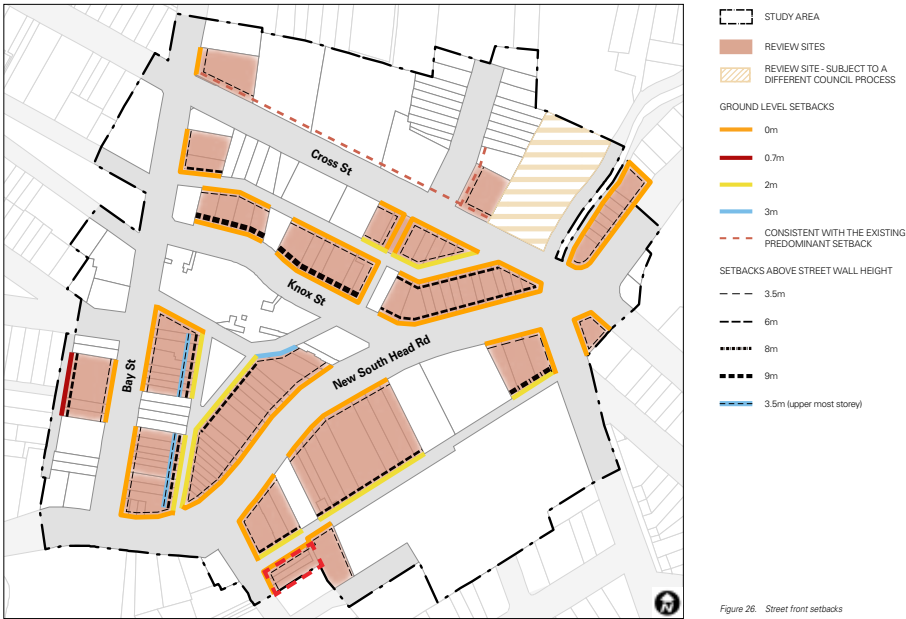 Cross St
Knox St
New South Head Rd
Bay St
N
STUDY AREA
REVIEW SITES
REVIEW SITE - SUBJECT TO A
DIFFERENT COUNCIL PROCESS
GROUND LEVEL SETBACKS
0m
0.7m
2m
3m
CONSISTENT WITH THE EXISTING
PREDOMINANT SETBACK
SETBACKS ABOVE STREET WALL HEIGHT
3.5m
6m
8m
9m
3.5m (upper most storey)
Figure 26. Street front setbacks